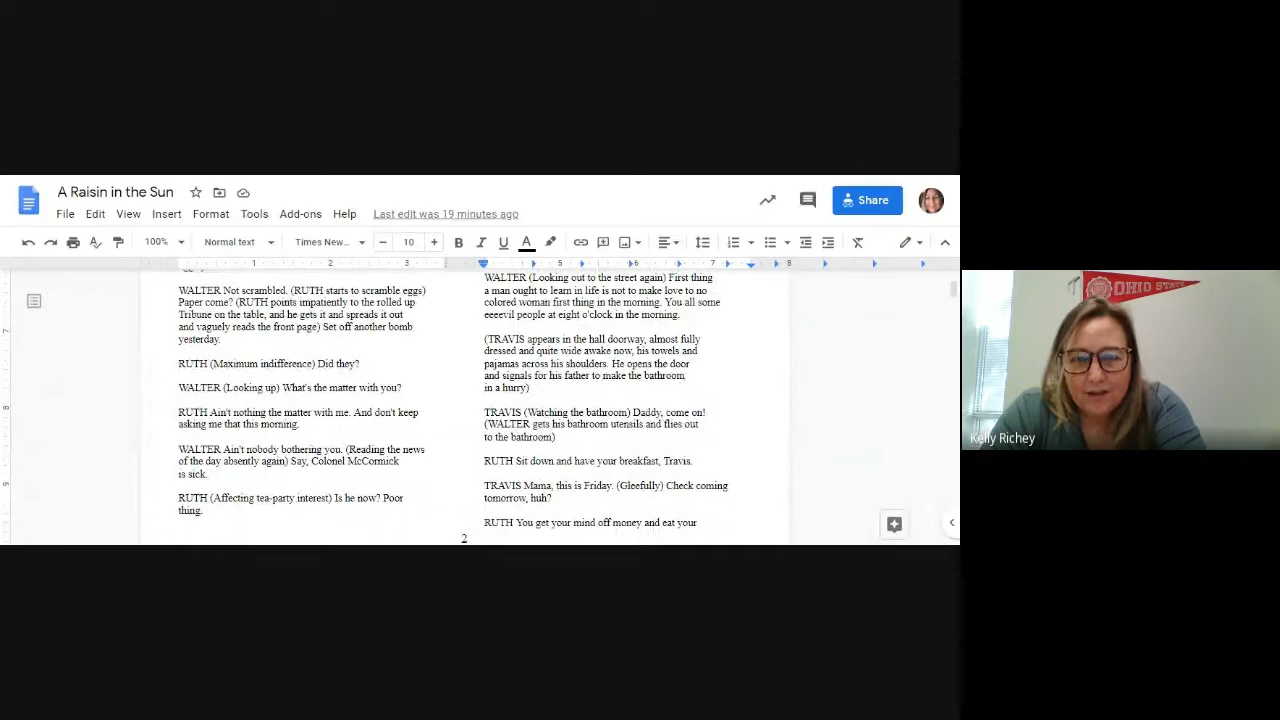 A Raisin in the Sun
File Edit View Insert Format Tools Add-ons Help Last edit was 19 minutes ago
Share
100% Normal text Times New... 10
1 2 3 5 6 7 8
WALTER Not scrambled. (RUTH starts to scramble eggs)
Paper come? (RUTH points impatiently to the rolled up
Tribune on the table, and he gets it and spreads it out
and vaguely reads the front page) Set off another bomb
yesterday.
RUTH (Maximum indifference) Did they?
WALTER (Looking up) What's the matter with you?
RUTH Ain't nothing the matter with me. And don't keep
asking me that this morning.
WALTER Ain't nobody bothering you. (Reading the news
of the day absently again) Say, Colonel McCormick
is sick.
RUTH (Affecting tea-party interest) Is he now? Poor
thing.
WALTER (Looking out to the street again) First thing
a man ought to learn in life is not to make love to no
colored woman first thing in the morning. You all some
eeeevil people at eight o'clock in the morning.
(TRAVIS appears in the hall doorway, almost fully
dressed and quite wide awake now, his towels and
pajamas across his shoulders. He opens the door
and signals for his father to make the bathroom
in a hurry)
TRAVIS (Watching the bathroom) Daddy, come on!
(WALTER gets his bathroom utensils and flies out
to the bathroom)
RUTH Sit down and have your breakfast, Travis.
TRAVIS Mama, this is Friday. (Gleefully) Check coming
tomorrow, huh?
RUTH You get your mind off money and eat your
2
7
8
9
OHIO STATE
Kelly Richey